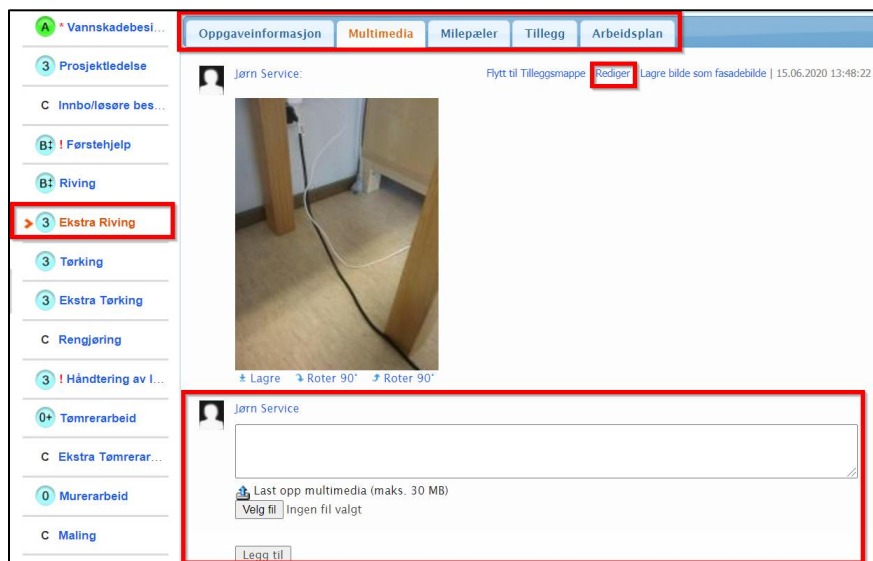 A * Vannskadebesi...
3 Prosjektledelse
C Innbo/løsøre bes...
B‡ ! Førstehjelp
B‡ Riving
> 3 Ekstra Riving
3 Tørking
3 Ekstra Tørking
C Rengjøring
3 ! Håndtering av l...
0+ Tømrerarbeid
C Ekstra Tømrerar...
0 Murerarbeid
C Maling
Oppgaveinformasjon Multimedia Milepæler Tillegg Arbeidsplan
Jørn Service: Flytt til Tilleggsmappe Rediger Lagre bilde som fasadebilde | 15.06.2020 13:48:22
Lagre Roter 90° Roter 90°
Jørn Service
Last opp multimedia (maks. 30 MB)
Velg fil Ingen fil valgt
Legg til